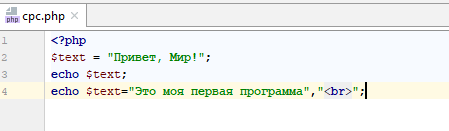 php cpc.php ×
1 <?php
2 $text = "Привет, Мир!";
3 echo $text;
4 echo $text="Это моя первая программа","<br>";